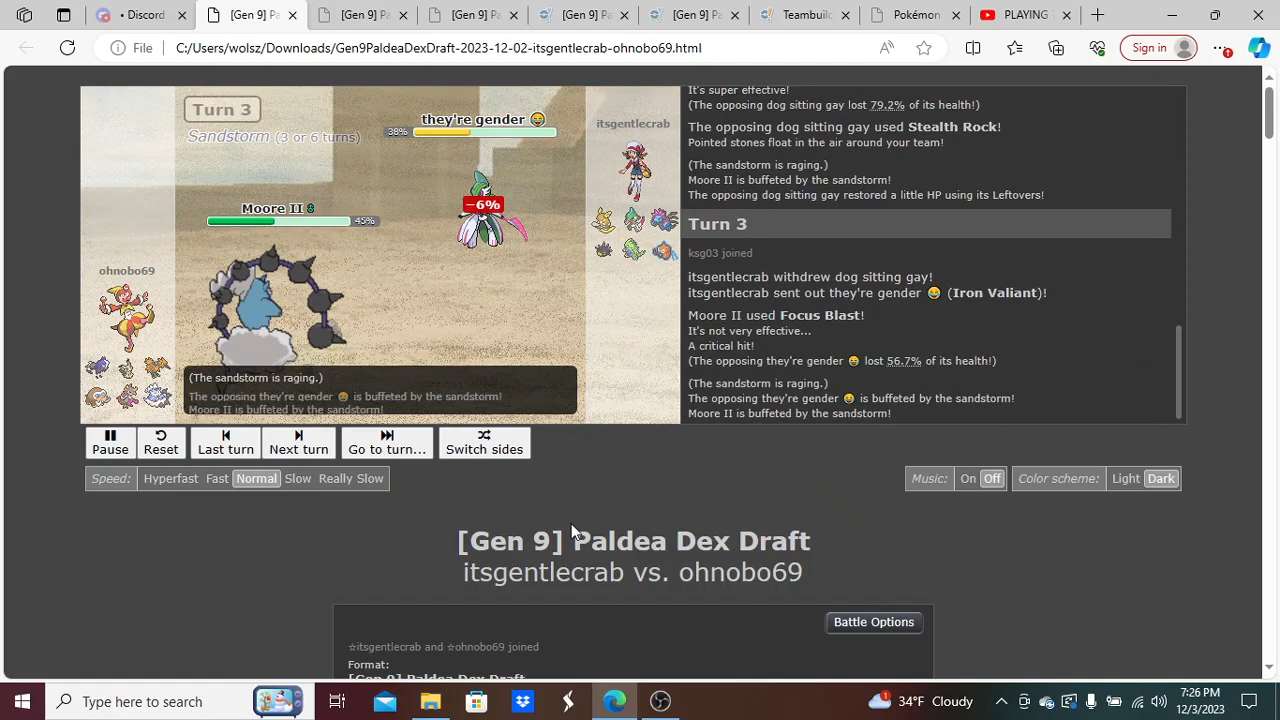 - Discord
[Gen 9] Pa
[Gen 9] Pa
[Gen 9] Pa
[Gen 9] Pa
[Gen 9] Pa
Teambuil
Pokémon
PLAYING
File
C:/Users/wolsz/Downloads/Gen9PaldeaDexDraft-2023-12-02-itsgentlecrab-ohnobo69.html
Sign in
Turn 3
Sandstorm (3 or 6 turns)
they're gender 😂
38%
-6%
Moore II
45%
ohnobo69
itsgentlecrab
(The sandstorm is raging.)
The opposing they're gender 😂 is buffeted by the sandstorm!
Moore II is buffeted by the sandstorm!
It's super effective!
(The opposing dog sitting gay lost 79.2% of its health!)
The opposing dog sitting gay used Stealth Rock!
Pointed stones float in the air around your team!
(The sandstorm is raging.)
Moore II is buffeted by the sandstorm!
The opposing dog sitting gay restored a little HP using its Leftovers!
Turn 3
ksg03 joined
itsgentlecrab withdrew dog sitting gay!
itsgentlecrab sent out they're gender 😂 (Iron Valiant)!
Moore II used Focus Blast!
It's not very effective...
A critical hit!
(The opposing they're gender 😂 lost 56.7% of its health!)
(The sandstorm is raging.)
The opposing they're gender 😂 is buffeted by the sandstorm!
Moore II is buffeted by the sandstorm!
Pause Reset Last turn Next turn Go to turn... Switch sides
Speed: Hyperfast Fast Normal Slow Really Slow
Music: On Off Color scheme: Light Dark
[Gen 9] Paldea Dex Draft
itsgentlecrab vs. ohnobo69
Battle Options
☆itsgentlecrab and ☆ohnobo69 joined
Format:
[Gen 9] Paldea Dex Draft
Type here to search
1
34°F Cloudy
7:26 PM
12/3/2023